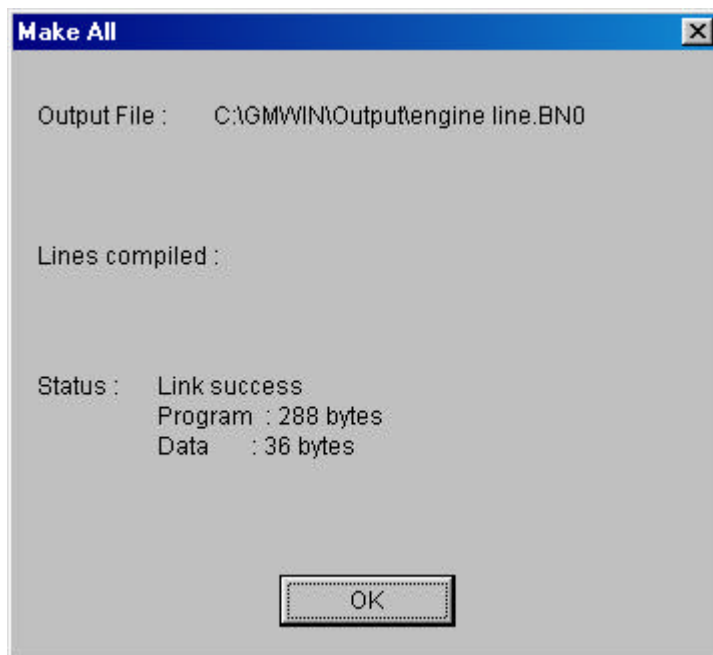 Make All
Output File : C:\GMWIN\Output\engine line.BN0
Lines compiled :
Status : Link success
Program : 288 bytes
Data : 36 bytes
OK